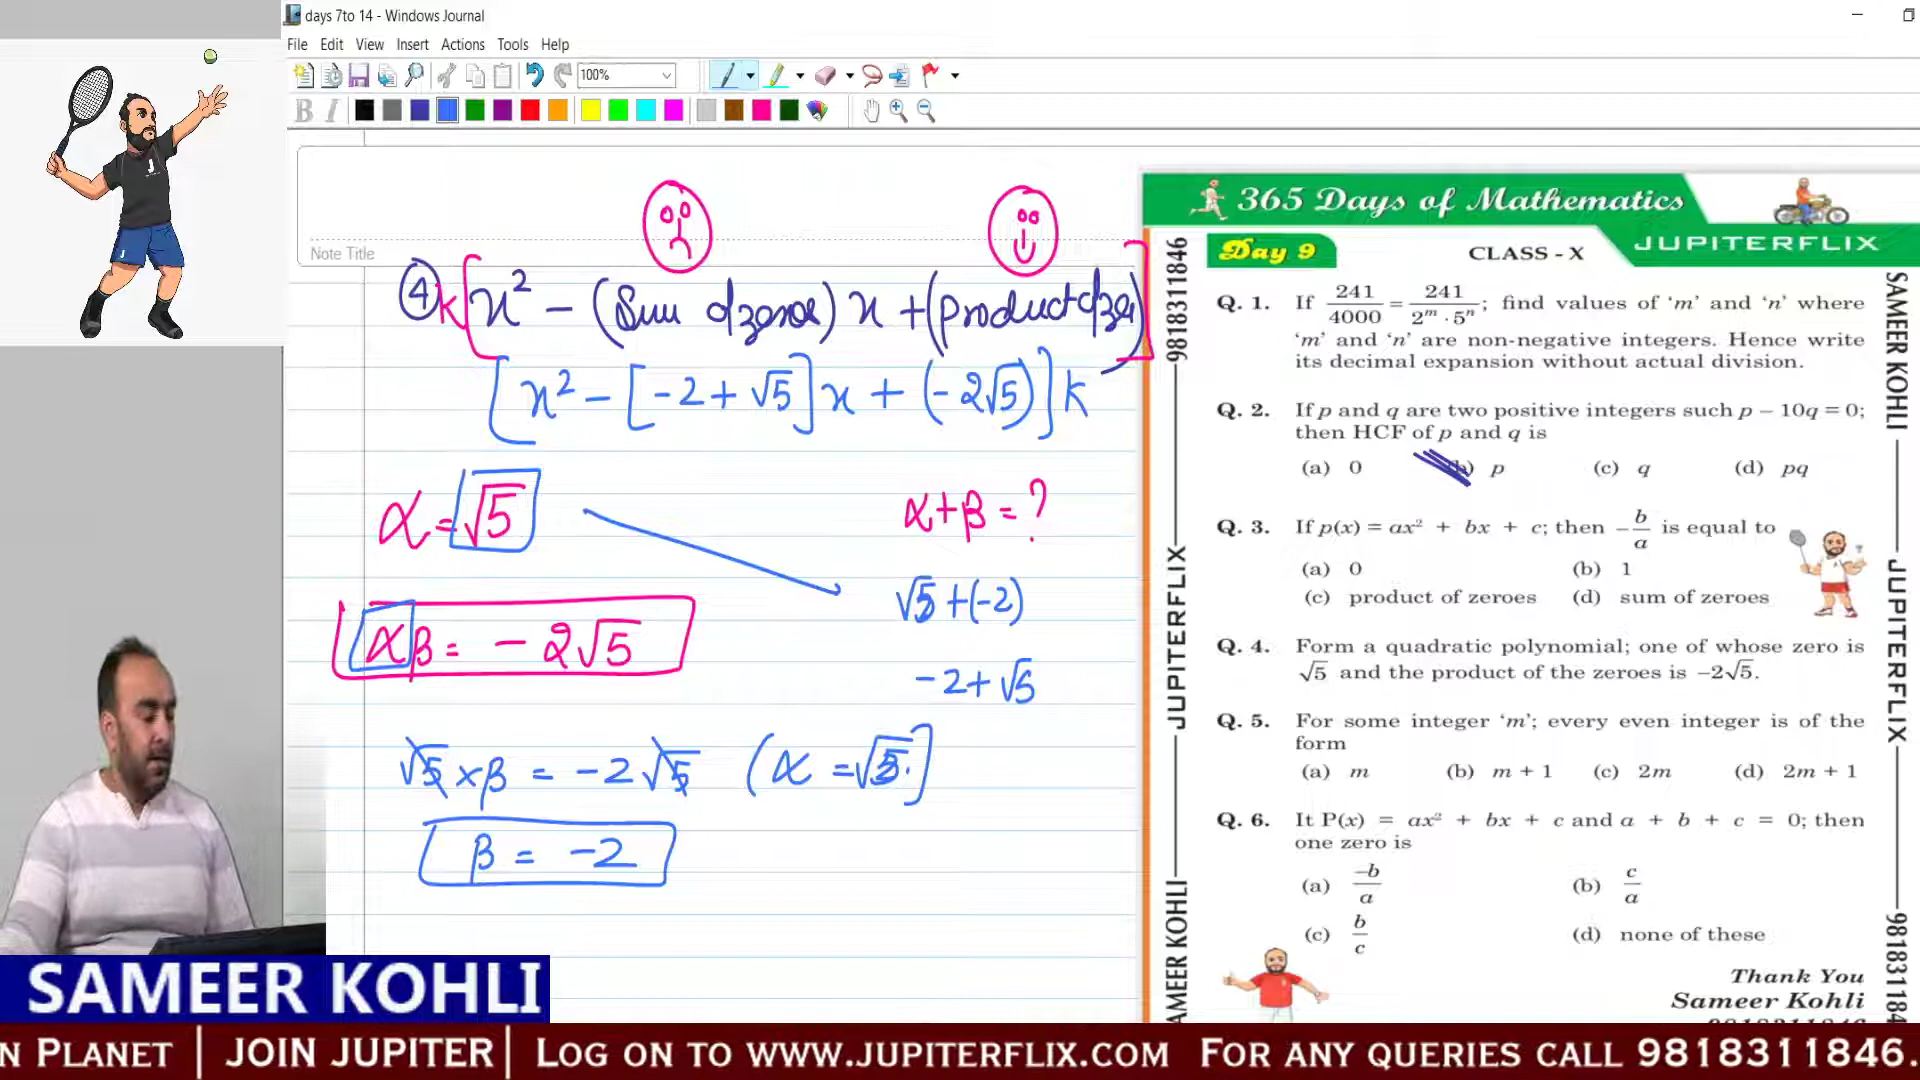 days 7to 14 - Windows Journal
File Edit View Insert Actions Tools Help
100%
B I
Note Title
④ k[x² - (Sum of zeroes) x + (product of zer)]
[x² - [-2 + √5]x + (-2√5)] k
α = √5
α + β = ?
√5 + (-2)
αβ = - 2√5
-2 + √5
√5 × β = -2√5 (α = √5]
β = -2
365 Days of Mathematics
JUPITERFLIX
Day 9
CLASS - X
Q. 1. If 241/4000 = 241/2^m · 5^n; find values of 'm' and 'n' where
'm' and 'n' are non-negative integers. Hence write
its decimal expansion without actual division.
Q. 2. If p and q are two positive integers such p – 10q = 0;
then HCF of p and q is
(a) 0 (b) p (c) q (d) pq
Q. 3. If p(x) = ax² + bx + c; then –b/a is equal to
(a) 0 (b) 1
(c) product of zeroes (d) sum of zeroes
Q. 4. Form a quadratic polynomial; one of whose zero is
√5 and the product of the zeroes is –2√5.
Q. 5. For some integer 'm'; every even integer is of the
form
(a) m (b) m + 1 (c) 2m (d) 2m + 1
Q. 6. It P(x) = ax² + bx + c and a + b + c = 0; then
one zero is
(a) –b/a (b) c/a
(c) b/c (d) none of these
Thank You
Sameer Kohli
9818311846
JUPITERFLIX
SAMEER KOHLI
9818311846
SAMEER KOHLI
JUPITERFLIX
981831184
AMEER KOHLI
SAMEER KOHLI
N PLANET | JOIN JUPITER | LOG ON TO WWW.JUPITERFLIX.COM FOR ANY QUERIES CALL 9818311846.